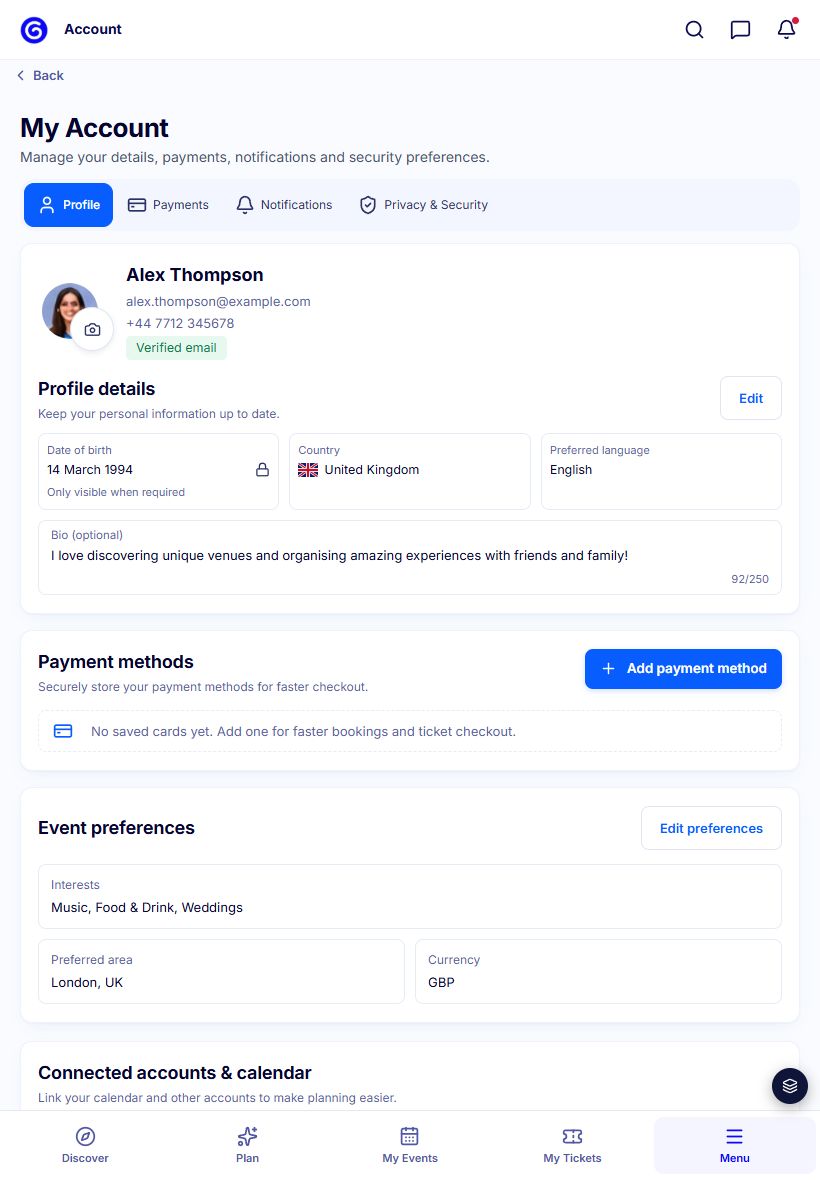 Account
Back
My Account
Manage your details, payments, notifications and security preferences.
Profile
Payments
Notifications
Privacy & Security
Alex Thompson
alex.thompson@example.com
+44 7712 345678
Verified email
Profile details
Keep your personal information up to date.
Edit
Date of birth
14 March 1994
Only visible when required
Country
United Kingdom
Preferred language
English
Bio (optional)
I love discovering unique venues and organising amazing experiences with friends and family!
92/250
Payment methods
Securely store your payment methods for faster checkout.
Add payment method
No saved cards yet. Add one for faster bookings and ticket checkout.
Event preferences
Edit preferences
Interests
Music, Food & Drink, Weddings
Preferred area
London, UK
Currency
GBP
Connected accounts & calendar
Link your calendar and other accounts to make planning easier.
Discover
Plan
My Events
My Tickets
Menu